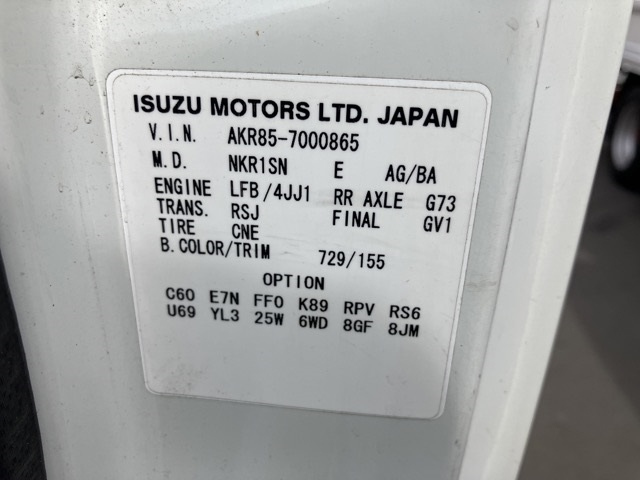 ISUZU MOTORS LTD. JAPAN
V.I.N. AKR85-7000865
M.D. NKR1SN E AG/BA
ENGINE LFB/4JJ1 RR AXLE G73
TRANS. RSJ FINAL GV1
TIRE CNE
B.COLOR/TRIM 729/155
OPTION
C60 E7N FF0 K89 RPV RS6
U69 YL3 25W 6WD 8GF 8JM